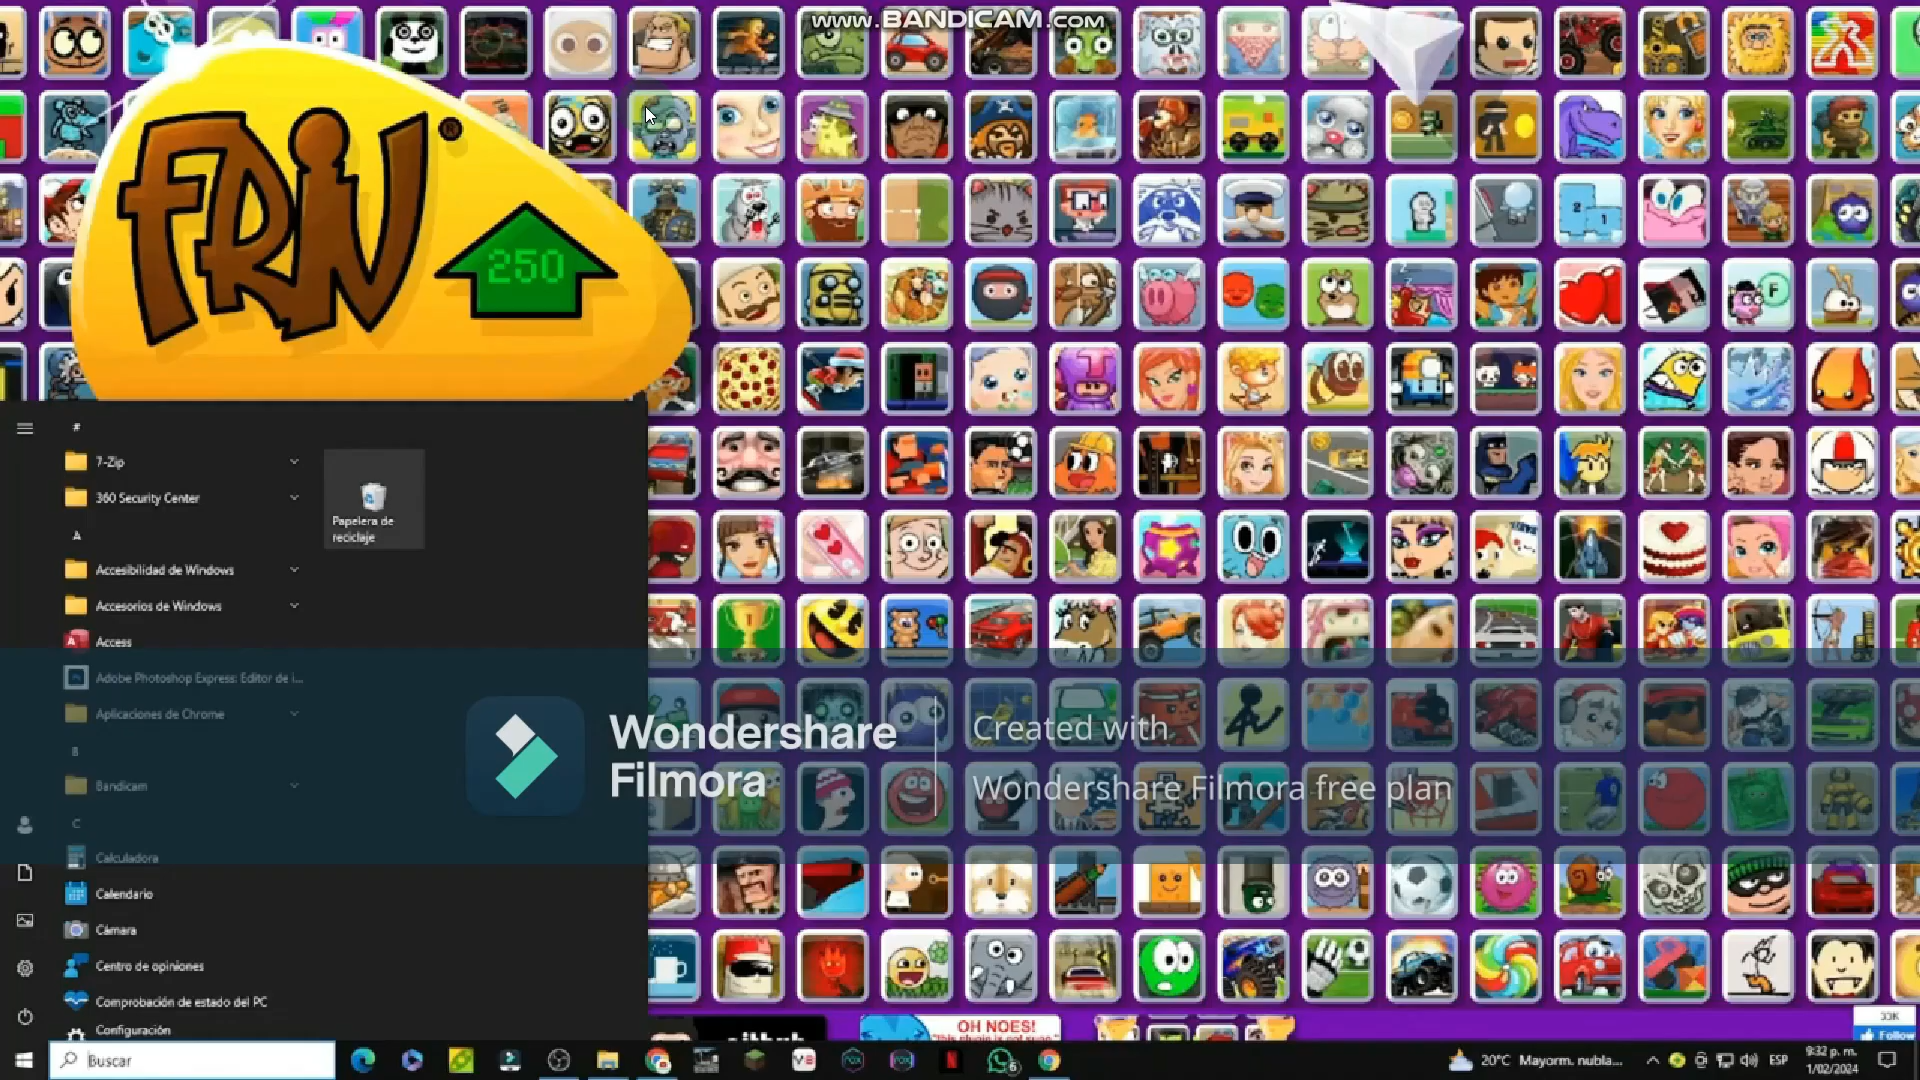 www.BANDICAM.com
FRIV®
250
#
7-Zip
360 Security Center
A
Accesibilidad de Windows
Accesorios de Windows
Access
Adobe Photoshop Express: Editor de i...
Aplicaciones de Chrome
B
Bandicam
C
Calculadora
Calendario
Cámara
Centro de opiniones
Comprobación de estado del PC
Configuración
Papelera de
reciclaje
Wondershare
Filmora
Created with
Wondershare Filmora free plan
OH NOES!
33K
Follow
Buscar
20°C Mayorm. nubla...
ESP
9:32 p. m.
1/02/2024